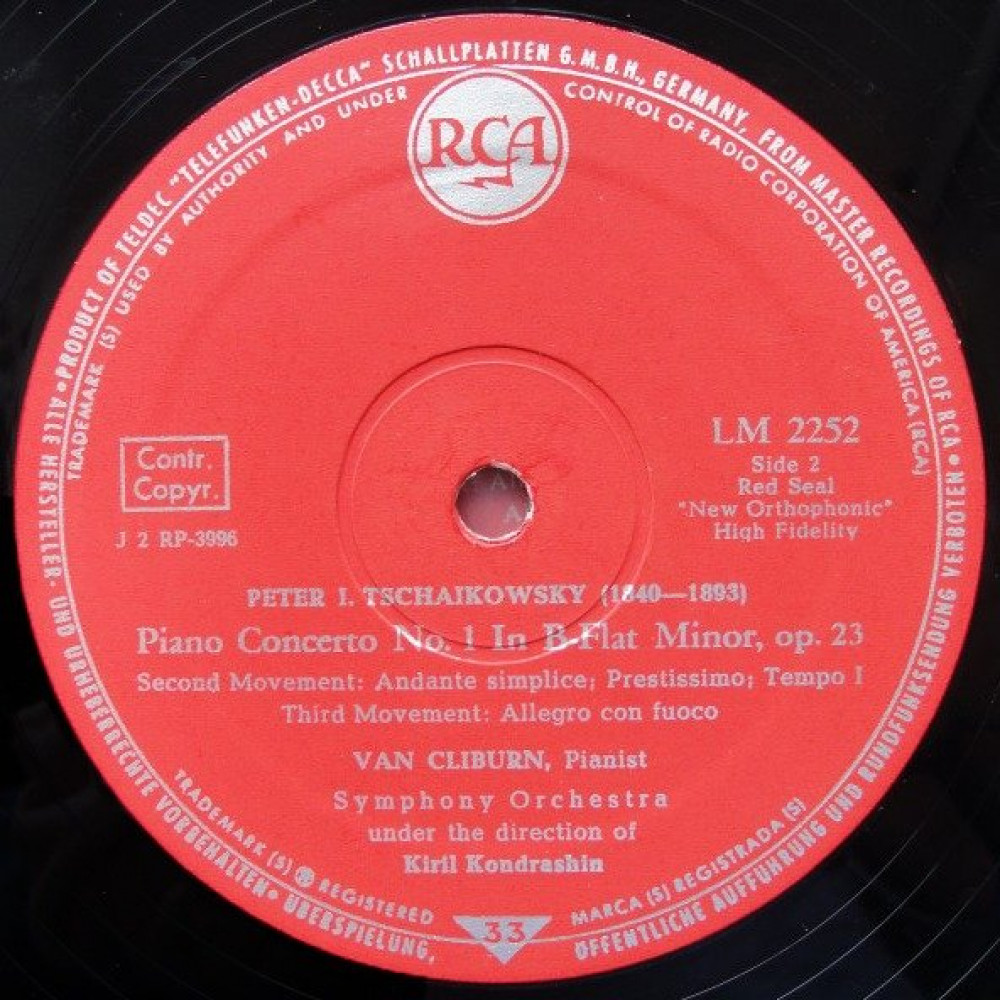 PRODUCT OF TELDEC "TELEFUNKEN-DECCA" SCHALLPLATTEN G.M.B.H., GERMANY, FROM MASTER RECORDINGS OF RCA •
TRADEMARK (S) USED BY AUTHORITY AND UNDER CONTROL OF RADIO CORPORATION OF AMERICA (RCA)
RCA
Contr.
Copyr.
J 2 RP-3996
LM 2252
Side 2
Red Seal
"New Orthophonic"
High Fidelity
PETER I. TSCHAIKOWSKY (1840—1893)
Piano Concerto No. 1 In B-Flat Minor, op. 23
Second Movement: Andante simplice; Prestissimo; Tempo I
Third Movement: Allegro con fuoco
VAN CLIBURN, Pianist
Symphony Orchestra
under the direction of
Kiril Kondrashin
TRADEMARK (S) REGISTERED
MARCA (S) REGISTRADA (S)
33
• ALLE HERSTELLER- UND URHEBERRECHTE VORBEHALTEN • ÜBERSPIELUNG, ÖFFENTLICHE AUFFÜHRUNG UND RUNDFUNKSENDUNG VERBOTEN